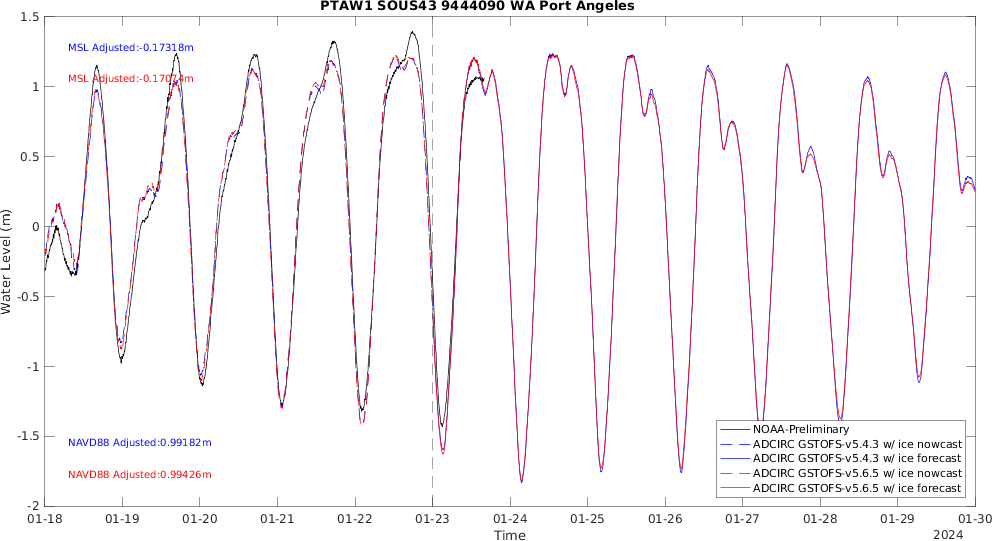 PTAW1 SOUS43 9444090 WA Port Angeles
1.5
1
0.5
0
-0.5
-1
-1.5
-2
Water Level (m)
MSL Adjusted:-0.17318m
MSL Adjusted:-0.17074m
NAVD88 Adjusted:0.99182m
NAVD88 Adjusted:0.99426m
NOAA-Preliminary
ADCIRC GSTOFS-v5.4.3 w/ ice nowcast
ADCIRC GSTOFS-v5.4.3 w/ ice forecast
ADCIRC GSTOFS-v5.6.5 w/ ice nowcast
ADCIRC GSTOFS-v5.6.5 w/ ice forecast
01-18 01-19 01-20 01-21 01-22 01-23 01-24 01-25 01-26 01-27 01-28 01-29 01-30
Time
2024